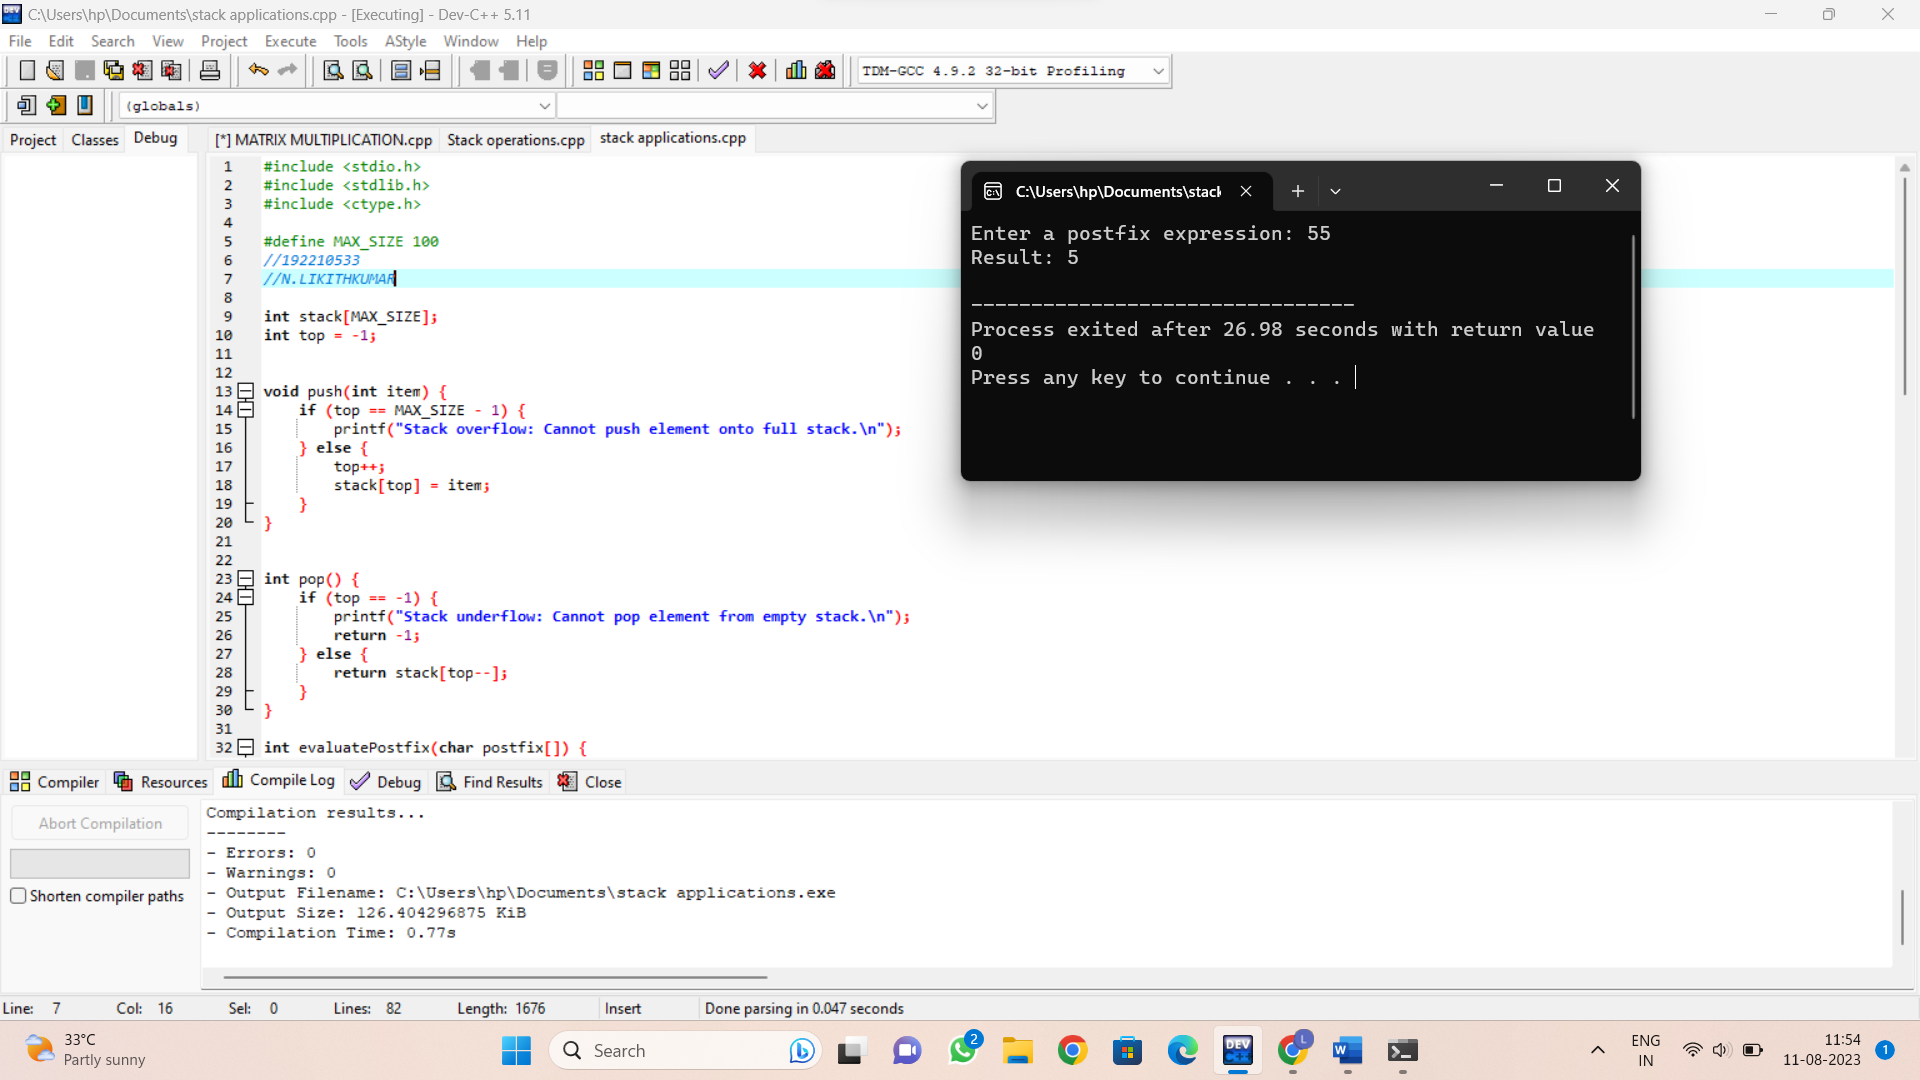 C:\Users\hp\Documents\stack applications.cpp - [Executing] - Dev-C++ 5.11
File Edit Search View Project Execute Tools AStyle Window Help
TDM-GCC 4.9.2 32-bit Profiling
(globals)
Project Classes Debug [*] MATRIX MULTIPLICATION.cpp Stack operations.cpp stack applications.cpp
1 #include <stdio.h>
2 #include <stdlib.h>
3 #include <ctype.h>
4
5 #define MAX_SIZE 100
6 //192210533
7 //N.LIKITHKUMAR
8
9 int stack[MAX_SIZE];
10 int top = -1;
11
12
13 void push(int item) {
14 if (top == MAX_SIZE - 1) {
15 printf("Stack overflow: Cannot push element onto full stack.\n");
16 } else {
17 top++;
18 stack[top] = item;
19 }
20 }
21
22
23 int pop() {
24 if (top == -1) {
25 printf("Stack underflow: Cannot pop element from empty stack.\n");
26 return -1;
27 } else {
28 return stack[top--];
29 }
30 }
31
32 int evaluatePostfix(char postfix[]) {
C:\Users\hp\Documents\stack
Enter a postfix expression: 55
Result: 5
--------------------------------
Process exited after 26.98 seconds with return value
0
Press any key to continue . . .
Compiler Resources Compile Log Debug Find Results Close
Abort Compilation
Shorten compiler paths
Compilation results...
--------
- Errors: 0
- Warnings: 0
- Output Filename: C:\Users\hp\Documents\stack applications.exe
- Output Size: 126.404296875 KiB
- Compilation Time: 0.77s
Line: 7 Col: 16 Sel: 0 Lines: 82 Length: 1676 Insert Done parsing in 0.047 seconds
33°C
Partly sunny
Search
2
DEV
L
W
ENG
IN
11:54
11-08-2023
1